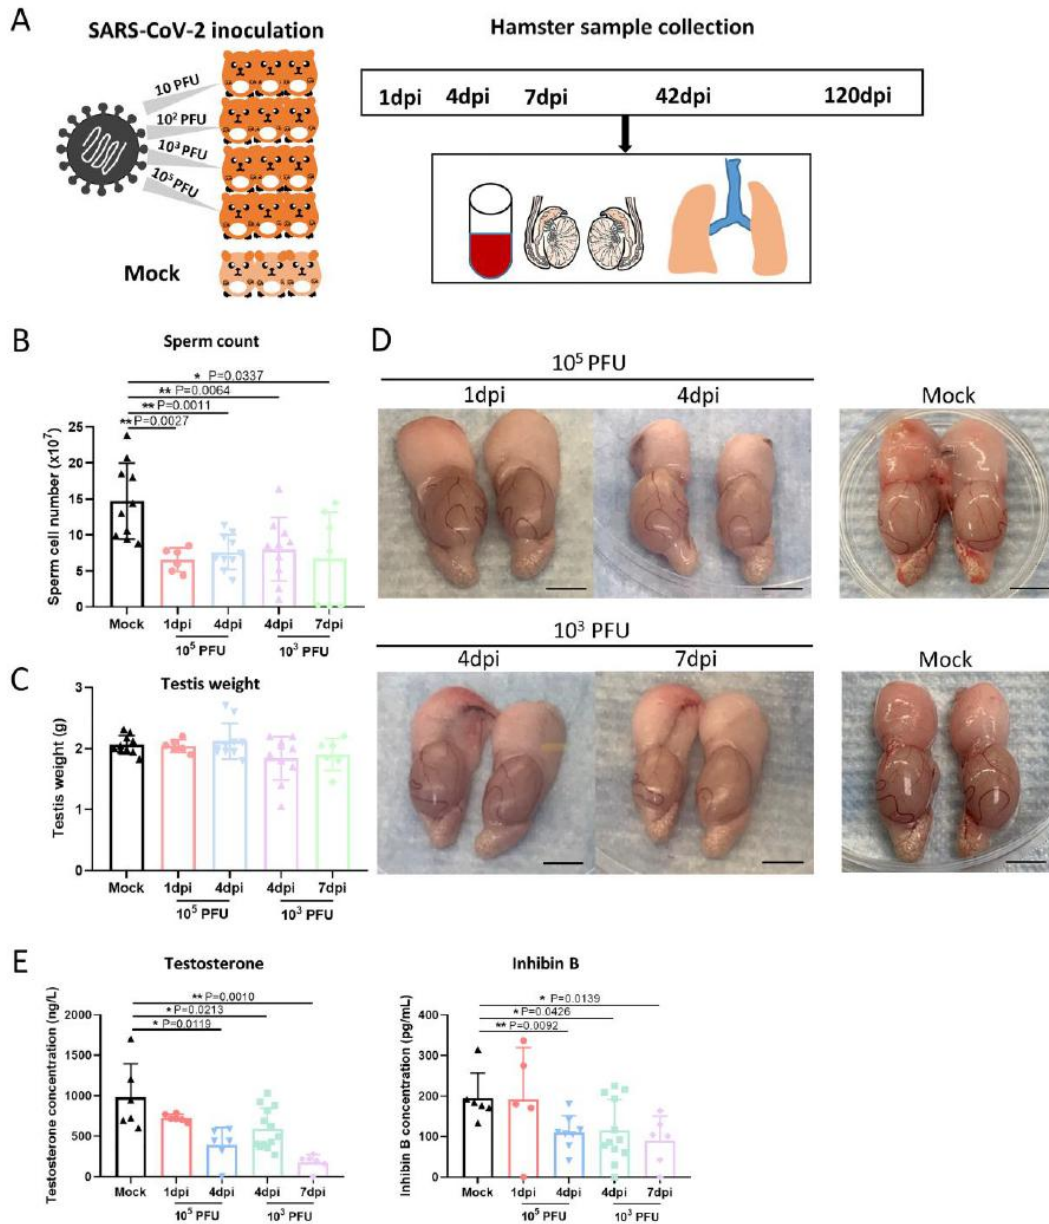 A
SARS-CoV-2 inoculation
Hamster sample collection
10 PFU
10² PFU
10³ PFU
10⁵ PFU
Mock
1dpi 4dpi 7dpi 42dpi 120dpi
B
Sperm count
* P=0.0337
** P=0.0064
** P=0.0011
** P=0.0027
Sperm cell number (x10⁷)
25
20
15
10
5
0
Mock 1dpi 4dpi 4dpi 7dpi
10⁵ PFU 10³ PFU
C
Testis weight
Testis weight (g)
3
2
1
0
Mock 1dpi 4dpi 4dpi 7dpi
10⁵ PFU 10³ PFU
D
10⁵ PFU
1dpi 4dpi Mock
10³ PFU
4dpi 7dpi Mock
E
Testosterone
** P=0.0010
* P=0.0213
* P=0.0119
Testosterone concentration (ng/L)
2000
1500
1000
500
0
Mock 1dpi 4dpi 4dpi 7dpi
10⁵ PFU 10³ PFU
Inhibin B
* P=0.0139
* P=0.0426
** P=0.0092
Inhibin B concentration (pg/mL)
400
300
200
100
0
Mock 1dpi 4dpi 4dpi 7dpi
10⁵ PFU 10³ PFU